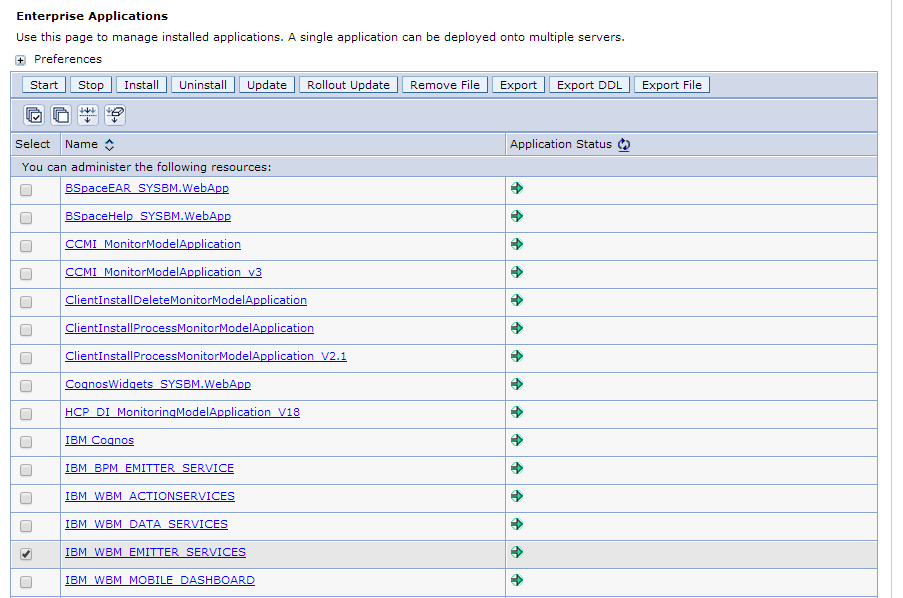 Enterprise Applications
Use this page to manage installed applications. A single application can be deployed onto multiple servers.
Preferences
Start Stop Install Uninstall Update Rollout Update Remove File Export Export DDL Export File
Select Name Application Status
You can administer the following resources:
BSpaceEAR_SYSBM.WebApp
BSpaceHelp_SYSBM.WebApp
CCMI_MonitorModelApplication
CCMI_MonitorModelApplication_v3
ClientInstallDeleteMonitorModelApplication
ClientInstallProcessMonitorModelApplication
ClientInstallProcessMonitorModelApplication_V2.1
CognosWidgets_SYSBM.WebApp
HCP_DI_MonitoringModelApplication_V18
IBM Cognos
IBM_BPM_EMITTER_SERVICE
IBM_WBM_ACTIONSERVICES
IBM_WBM_DATA_SERVICES
IBM_WBM_EMITTER_SERVICES
IBM_WBM_MOBILE_DASHBOARD